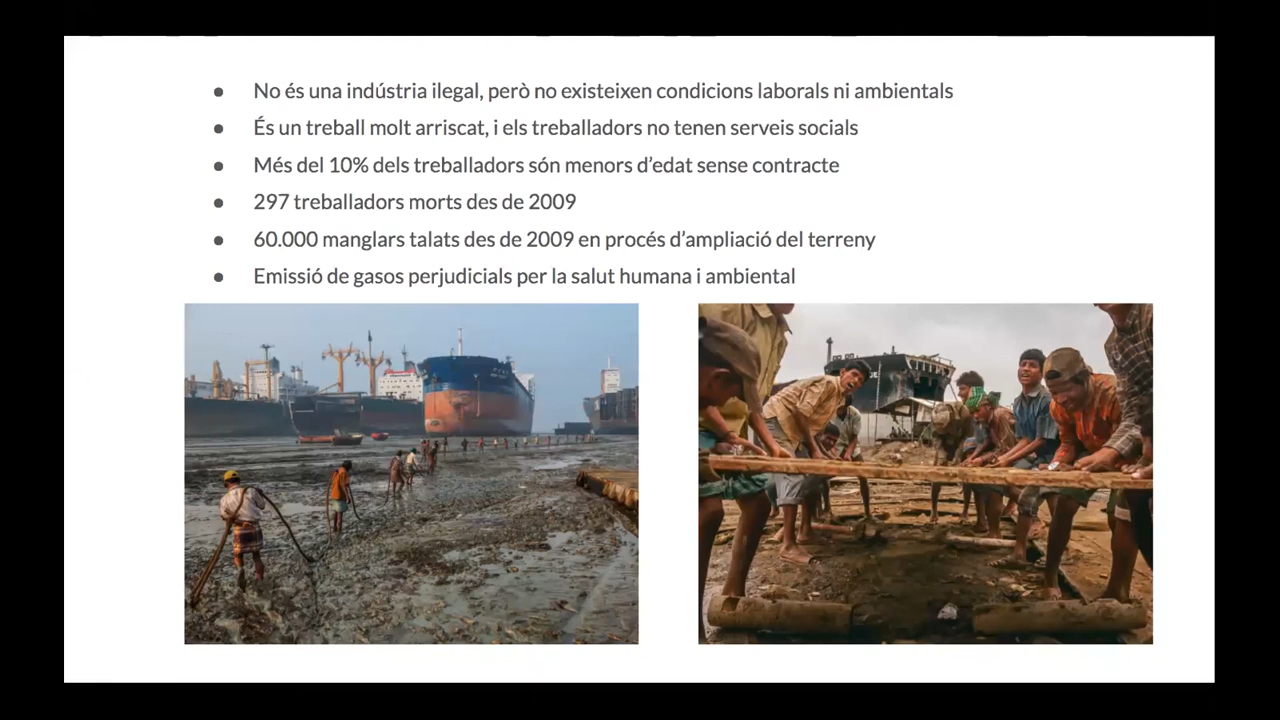 No és una indústria ilegal, però no existeixen condicions laborals ni ambientals
És un treball molt arriscat, i els treballadors no tenen serveis socials
Més del 10% dels treballadors són menors d'edat sense contracte
297 treballadors morts des de 2009
60.000 manglars talats des de 2009 en procés d'ampliació del terreny
Emissió de gasos perjudicials per la salut humana i ambiental